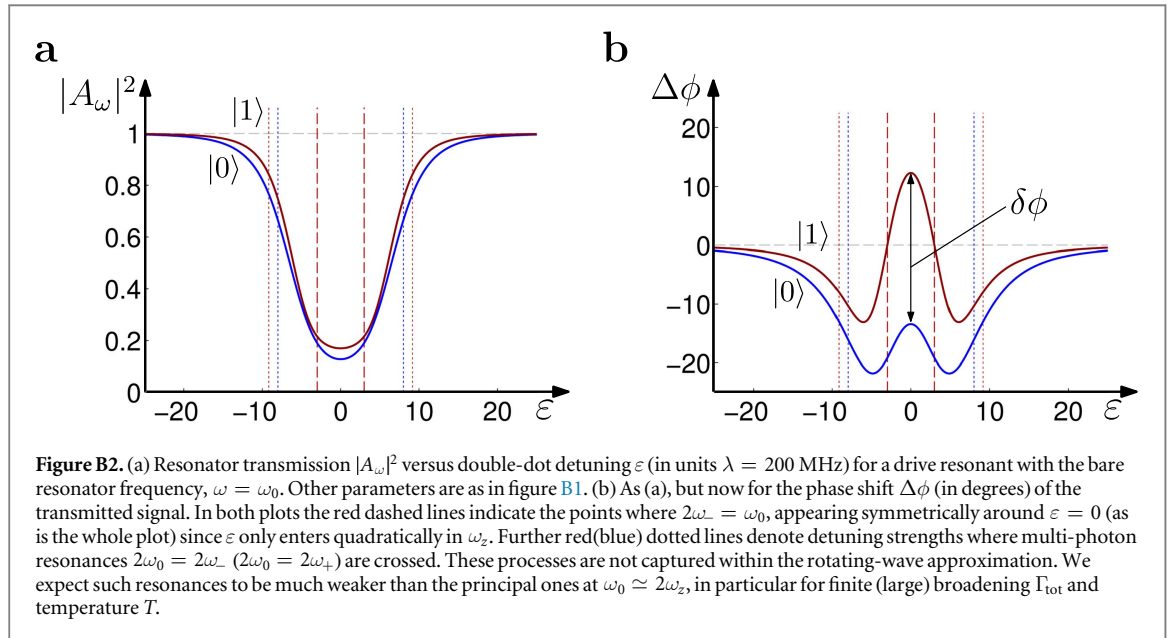 a
b
|A_ω|²
Δϕ
|1⟩
|0⟩
1
0.8
0.6
0.4
0.2
0
−20
−10
0
10
20
ε
20
10
0
−10
−20
|1⟩
|0⟩
δϕ
−20
−10
0
10
20
ε
Figure B2. (a) Resonator transmission |A_ω|² versus double-dot detuning ε (in units λ = 200 MHz) for a drive resonant with the bare
resonator frequency, ω = ω₀. Other parameters are as in figure B1. (b) As (a), but now for the phase shift Δϕ (in degrees) of the
transmitted signal. In both plots the red dashed lines indicate the points where 2ω₋ = ω₀, appearing symmetrically around ε = 0 (as
is the whole plot) since ε only enters quadratically in ω_z. Further red(blue) dotted lines denote detuning strengths where multi-photon
resonances 2ω₀ = 2ω₋ (2ω₀ = 2ω₊) are crossed. These processes are not captured within the rotating-wave approximation. We
expect such resonances to be much weaker than the principal ones at ω₀ ≃ 2ω_z, in particular for finite (large) broadening Γ_tot and
temperature T.